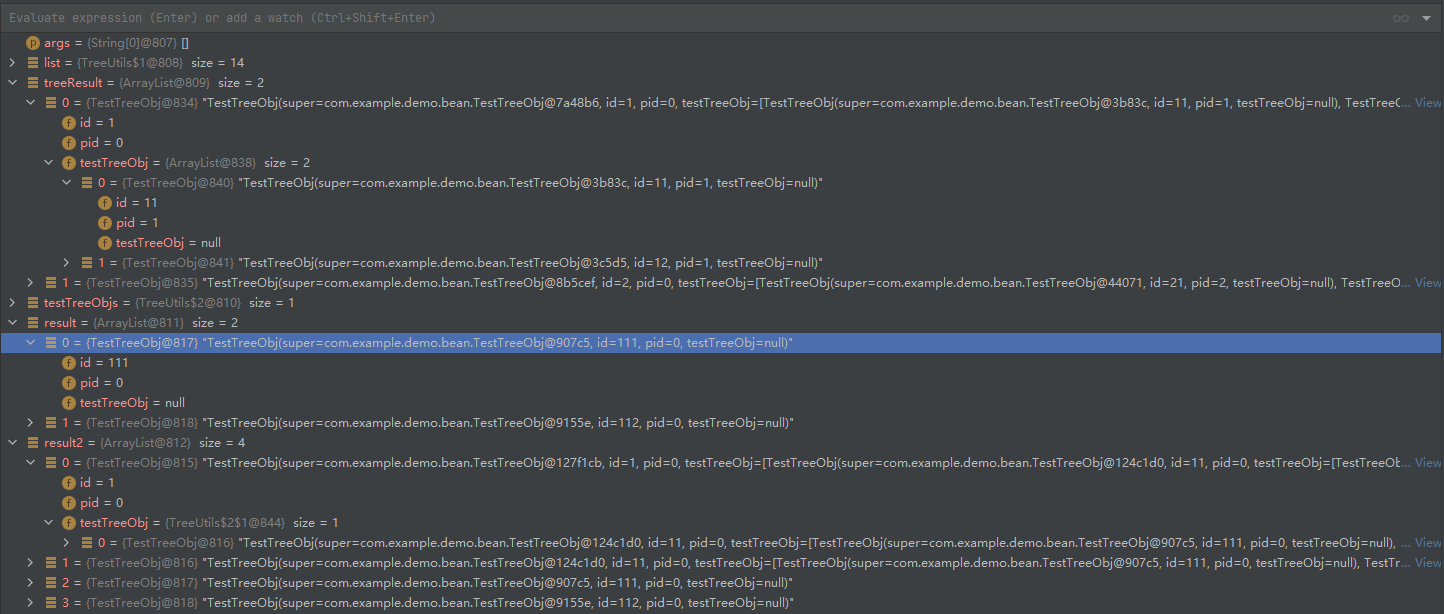 Evaluate expression (Enter) or add a watch (Ctrl+Shift+Enter)
p args = {String[0]@807} []
list = {TreeUtils$1@808} size = 14
treeResult = {ArrayList@809} size = 2
0 = {TestTreeObj@834} "TestTreeObj(super=com.example.demo.bean.TestTreeObj@7a48b6, id=1, pid=0, testTreeObj=[TestTreeObj(super=com.example.demo.bean.TestTreeObj@3b83c, id=11, pid=1, testTreeObj=null), TestTreeC... View
f id = 1
f pid = 0
f testTreeObj = {ArrayList@838} size = 2
0 = {TestTreeObj@840} "TestTreeObj(super=com.example.demo.bean.TestTreeObj@3b83c, id=11, pid=1, testTreeObj=null)"
f id = 11
f pid = 1
f testTreeObj = null
1 = {TestTreeObj@841} "TestTreeObj(super=com.example.demo.bean.TestTreeObj@3c5d5, id=12, pid=1, testTreeObj=null)"
1 = {TestTreeObj@835} "TestTreeObj(super=com.example.demo.bean.TestTreeObj@8b5cef, id=2, pid=0, testTreeObj=[TestTreeObj(super=com.example.demo.bean.TestTreeObj@44071, id=21, pid=2, testTreeObj=null), TestTreeO... View
testTreeObjs = {TreeUtils$2@810} size = 1
result = {ArrayList@811} size = 2
0 = {TestTreeObj@817} "TestTreeObj(super=com.example.demo.bean.TestTreeObj@907c5, id=111, pid=0, testTreeObj=null)"
f id = 111
f pid = 0
f testTreeObj = null
1 = {TestTreeObj@818} "TestTreeObj(super=com.example.demo.bean.TestTreeObj@9155e, id=112, pid=0, testTreeObj=null)"
result2 = {ArrayList@812} size = 4
0 = {TestTreeObj@815} "TestTreeObj(super=com.example.demo.bean.TestTreeObj@127f1cb, id=1, pid=0, testTreeObj=[TestTreeObj(super=com.example.demo.bean.TestTreeObj@124c1d0, id=11, pid=0, testTreeObj=[TestTreeOb... View
f id = 1
f pid = 0
f testTreeObj = {TreeUtils$2$1@844} size = 1
0 = {TestTreeObj@816} "TestTreeObj(super=com.example.demo.bean.TestTreeObj@124c1d0, id=11, pid=0, testTreeObj=[TestTreeObj(super=com.example.demo.bean.TestTreeObj@907c5, id=111, pid=0, testTreeObj=null), ... View
1 = {TestTreeObj@816} "TestTreeObj(super=com.example.demo.bean.TestTreeObj@124c1d0, id=11, pid=0, testTreeObj=[TestTreeObj(super=com.example.demo.bean.TestTreeObj@907c5, id=111, pid=0, testTreeObj=null), TestTr... View
2 = {TestTreeObj@817} "TestTreeObj(super=com.example.demo.bean.TestTreeObj@907c5, id=111, pid=0, testTreeObj=null)"
3 = {TestTreeObj@818} "TestTreeObj(super=com.example.demo.bean.TestTreeObj@9155e, id=112, pid=0, testTreeObj=null)"